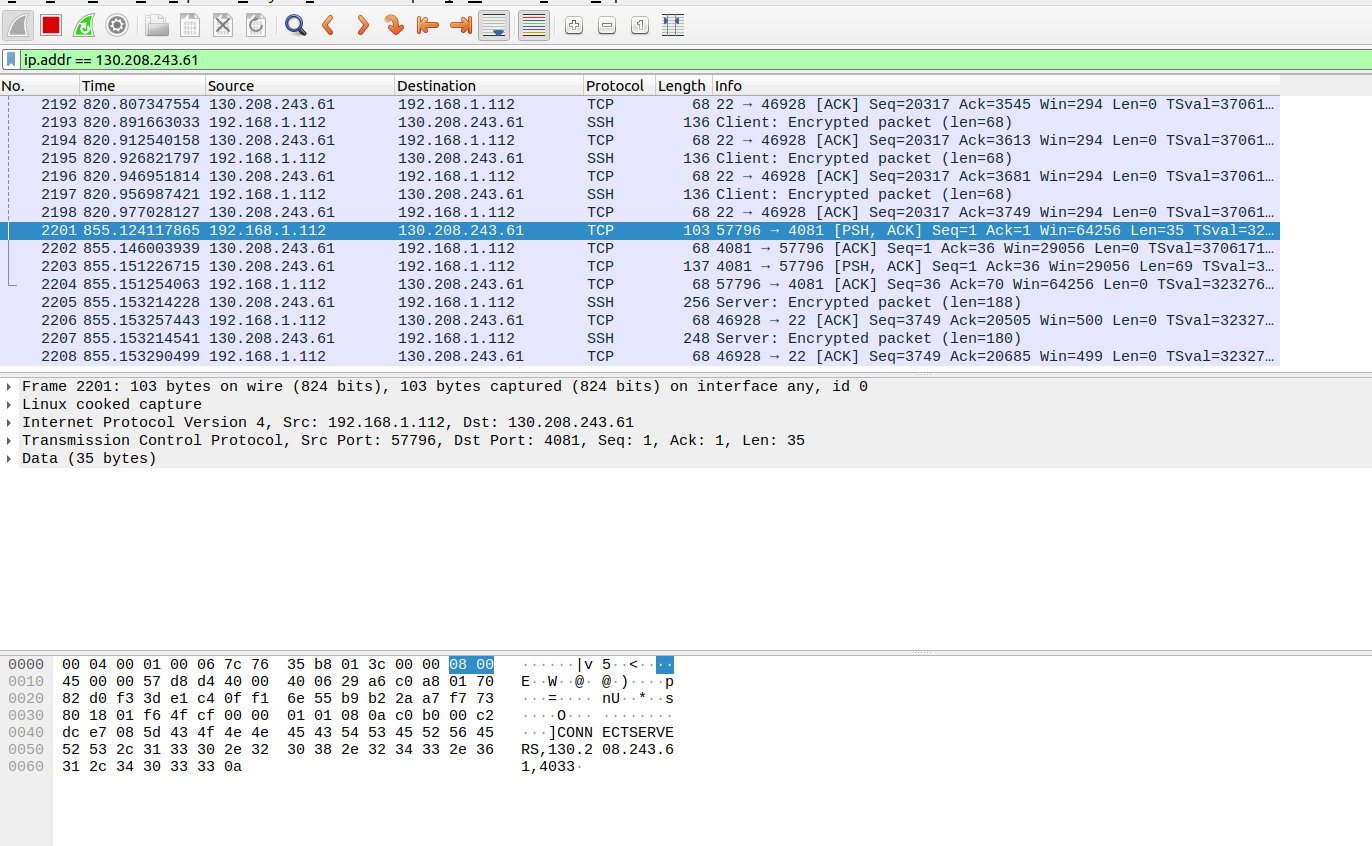 ip.addr == 130.208.243.61
No. Time Source Destination Protocol Length Info
2192 820.807347554 130.208.243.61 192.168.1.112 TCP 68 22 → 46928 [ACK] Seq=20317 Ack=3545 Win=294 Len=0 TSval=37061…
2193 820.891663033 192.168.1.112 130.208.243.61 SSH 136 Client: Encrypted packet (len=68)
2194 820.912540158 130.208.243.61 192.168.1.112 TCP 68 22 → 46928 [ACK] Seq=20317 Ack=3613 Win=294 Len=0 TSval=37061…
2195 820.926821797 192.168.1.112 130.208.243.61 SSH 136 Client: Encrypted packet (len=68)
2196 820.946951814 130.208.243.61 192.168.1.112 TCP 68 22 → 46928 [ACK] Seq=20317 Ack=3681 Win=294 Len=0 TSval=37061…
2197 820.956987421 192.168.1.112 130.208.243.61 SSH 136 Client: Encrypted packet (len=68)
2198 820.977028127 130.208.243.61 192.168.1.112 TCP 68 22 → 46928 [ACK] Seq=20317 Ack=3749 Win=294 Len=0 TSval=37061…
2201 855.124117865 192.168.1.112 130.208.243.61 TCP 103 57796 → 4081 [PSH, ACK] Seq=1 Ack=1 Win=64256 Len=35 TSval=32…
2202 855.146003939 130.208.243.61 192.168.1.112 TCP 68 4081 → 57796 [ACK] Seq=1 Ack=36 Win=29056 Len=0 TSval=3706171…
2203 855.151226715 130.208.243.61 192.168.1.112 TCP 137 4081 → 57796 [PSH, ACK] Seq=1 Ack=36 Win=29056 Len=69 TSval=3…
2204 855.151254063 192.168.1.112 130.208.243.61 TCP 68 57796 → 4081 [ACK] Seq=36 Ack=70 Win=64256 Len=0 TSval=323276…
2205 855.153214228 130.208.243.61 192.168.1.112 SSH 256 Server: Encrypted packet (len=188)
2206 855.153257443 192.168.1.112 130.208.243.61 TCP 68 46928 → 22 [ACK] Seq=3749 Ack=20505 Win=500 Len=0 TSval=32327…
2207 855.153214541 130.208.243.61 192.168.1.112 SSH 248 Server: Encrypted packet (len=180)
2208 855.153290499 192.168.1.112 130.208.243.61 TCP 68 46928 → 22 [ACK] Seq=3749 Ack=20685 Win=499 Len=0 TSval=32327…
Frame 2201: 103 bytes on wire (824 bits), 103 bytes captured (824 bits) on interface any, id 0
Linux cooked capture
Internet Protocol Version 4, Src: 192.168.1.112, Dst: 130.208.243.61
Transmission Control Protocol, Src Port: 57796, Dst Port: 4081, Seq: 1, Ack: 1, Len: 35
Data (35 bytes)
0000 00 04 00 01 00 06 7c 76 35 b8 01 3c 00 00 08 00 ······|v 5··<····
0010 45 00 00 57 d8 d4 40 00 40 06 29 a6 c0 a8 01 70 E··W··@· @·)····p
0020 82 d0 f3 3d e1 c4 0f f1 6e 55 b9 b2 2a a7 f7 73 ···=···· nU··*··s
0030 80 18 01 f6 4f cf 00 00 01 01 08 0a c0 b0 00 c2 ····O··· ········
0040 dc e7 08 5d 43 4f 4e 4e 45 43 54 53 45 52 56 45 ···]CONN ECTSERVE
0050 52 53 2c 31 33 30 2e 32 30 38 2e 32 34 33 2e 36 RS,130.2 08.243.6
0060 31 2c 34 30 33 33 0a 1,4033·